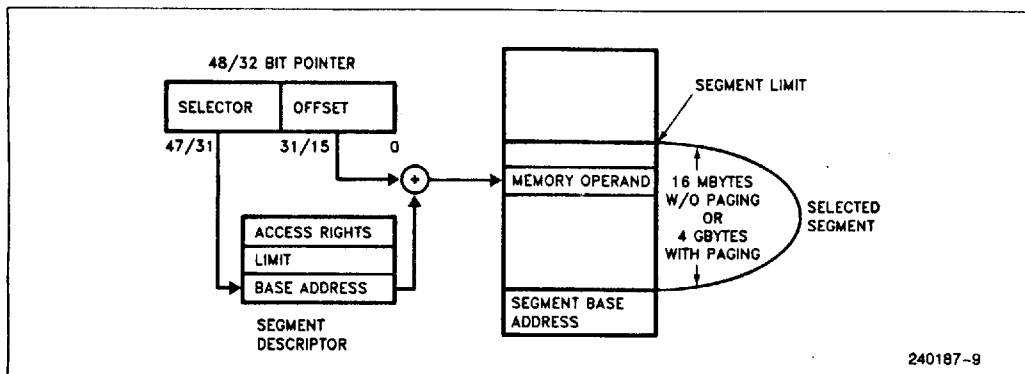 48/32 BIT POINTER
SELECTOR
OFFSET
47/31
31/15
0
+
ACCESS RIGHTS
LIMIT
BASE ADDRESS
SEGMENT
DESCRIPTOR
MEMORY OPERAND
SEGMENT BASE
ADDRESS
SEGMENT LIMIT
16 MBYTES
W/O PAGING
OR
4 GBYTES
WITH PAGING
SELECTED
SEGMENT
240187-9